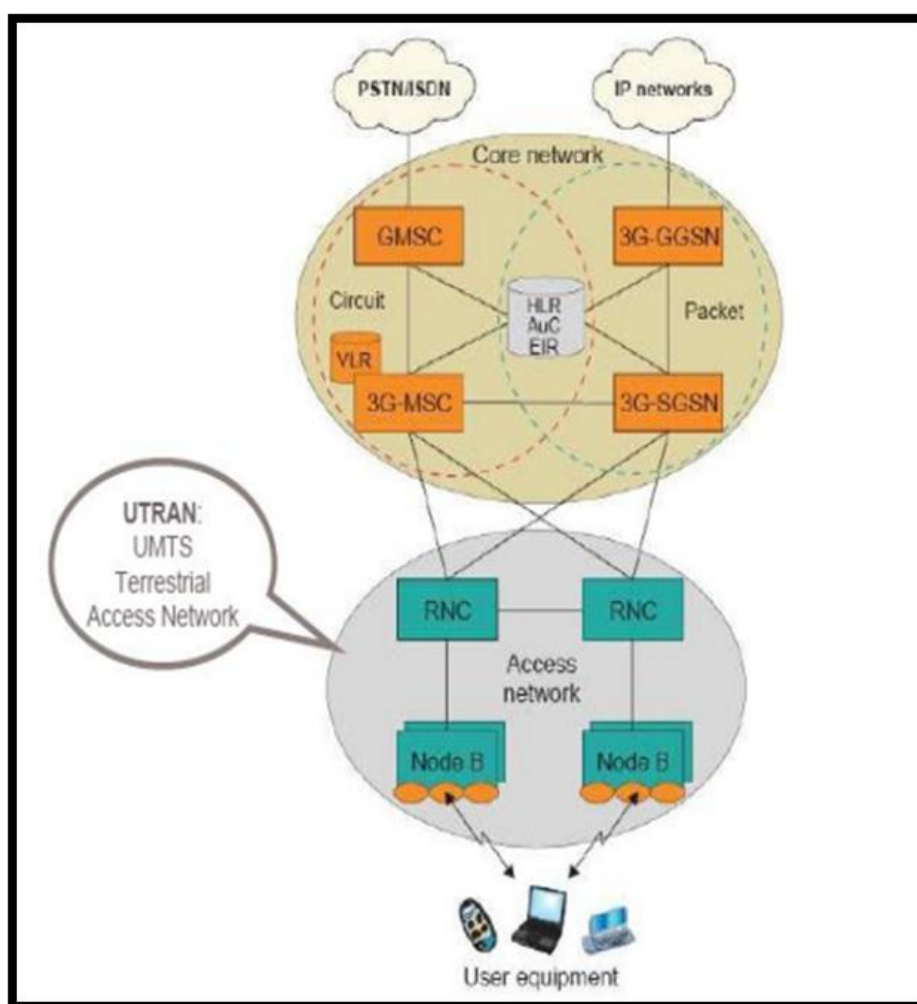 PSTN/ISDN
IP networks
Core network
GMSC
3G-GGSN
Circuit
HLR
AuC
EIR
Packet
VLR
3G-MSC
3G-SGSN
UTRAN:
UMTS
Terrestrial
Access Network
RNC
RNC
Access
network
Node B
Node B
User equipment